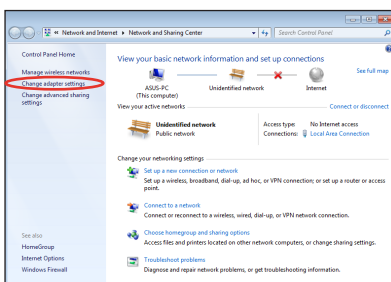 « Network and Internet ▸ Network and Sharing Center
Search Control Panel
Control Panel Home
Manage wireless networks
Change adapter settings
Change advanced sharing
settings
See also
HomeGroup
Internet Options
Windows Firewall
View your basic network information and set up connections
See full map
ASUS-PC
(This computer)
Unidentified network
Internet
View your active networks
Connect or disconnect
Unidentified network
Public network
Access type: No Internet access
Connections: Local Area Connection
Change your networking settings
Set up a new connection or network
Set up a wireless, broadband, dial-up, ad hoc, or VPN connection; or set up a router or access
point.
Connect to a network
Connect or reconnect to a wireless, wired, dial-up, or VPN network connection.
Choose homegroup and sharing options
Access files and printers located on other network computers, or change sharing settings.
Troubleshoot problems
Diagnose and repair network problems, or get troubleshooting information.